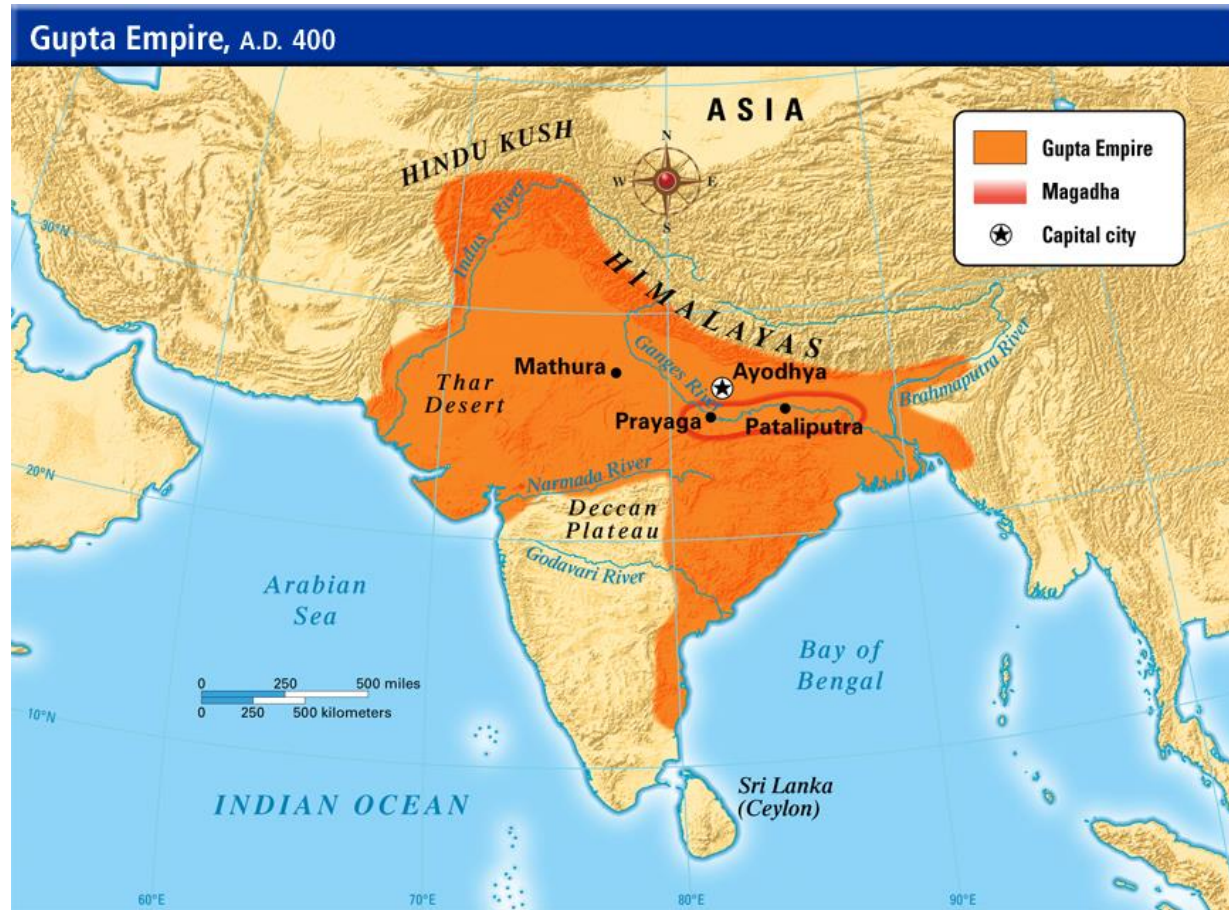 Gupta Empire, A.D. 400
ASIA
HINDU KUSH
N
W
E
S
Gupta Empire
Magadha
Capital city
30°N
Indus River
HIMALAYAS
Ganges River
Brahmaputra River
Mathura
Ayodhya
Thar
Desert
Prayaga
Pataliputra
20°N
Narmada River
Deccan
Plateau
Godavari River
Arabian
Sea
Bay of
Bengal
0 250 500 miles
0 250 500 kilometers
10°N
INDIAN OCEAN
Sri Lanka
(Ceylon)
60°E
70°E
80°E
90°E